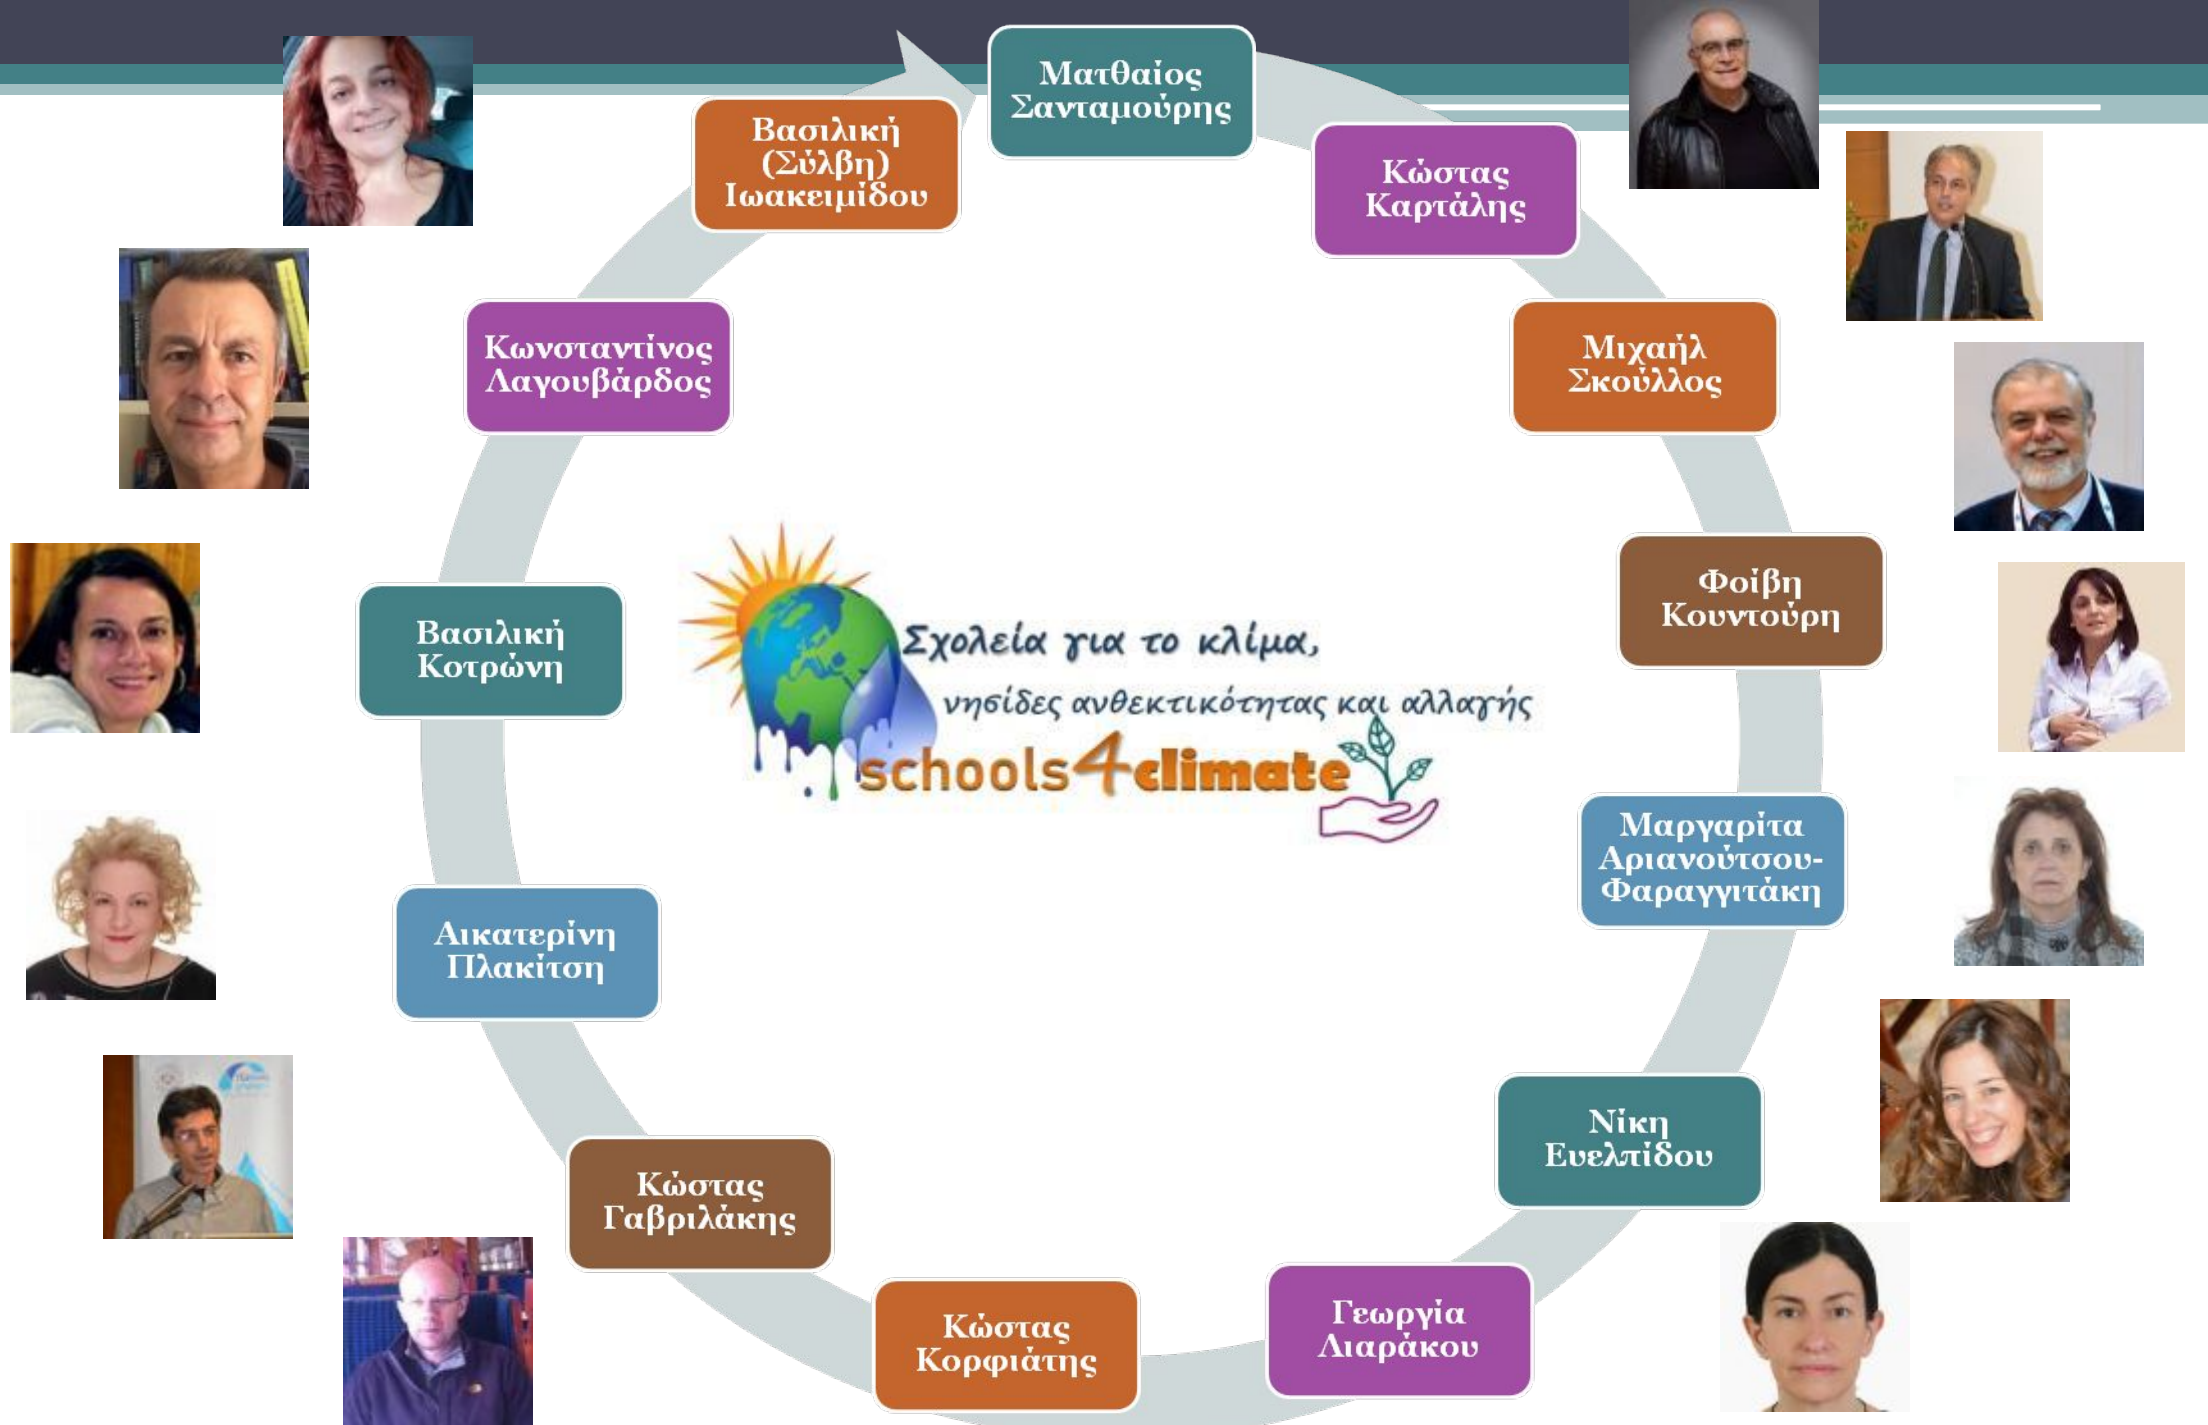 Ματθαίος
Σανταμούρης
Κώστας
Καρτάλης
Μιχαήλ
Σκούλλος
Φοίβη
Κουντούρη
Μαργαρίτα
Αριανούτσου-
Φαραγγιτάκη
Νίκη
Ευελπίδου
Γεωργία
Λιαράκου
Κώστας
Κορφιάτης
Κώστας
Γαβριλάκης
Αικατερίνη
Πλακίτση
Βασιλική
Κοτρώνη
Κωνσταντίνος
Λαγουβάρδος
Βασιλική
(Σύλβη)
Ιωακειμίδου
Σχολεία για το κλίμα,
νησίδες ανθεκτικότητας και αλλαγής
schools4climate